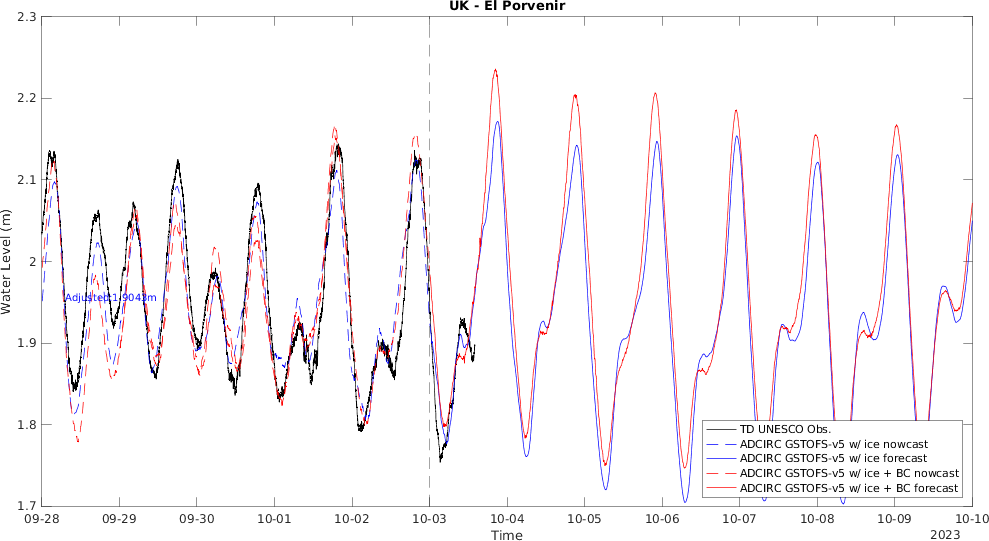 UK - El Porvenir
2.3
2.2
2.1
2
1.9
1.8
1.7
Water Level (m)
Adjusted:1.9043m
TD UNESCO Obs.
ADCIRC GSTOFS-v5 w/ ice nowcast
ADCIRC GSTOFS-v5 w/ ice forecast
ADCIRC GSTOFS-v5 w/ ice + BC nowcast
ADCIRC GSTOFS-v5 w/ ice + BC forecast
09-28 09-29 09-30 10-01 10-02 10-03 10-04 10-05 10-06 10-07 10-08 10-09 10-10
Time
2023